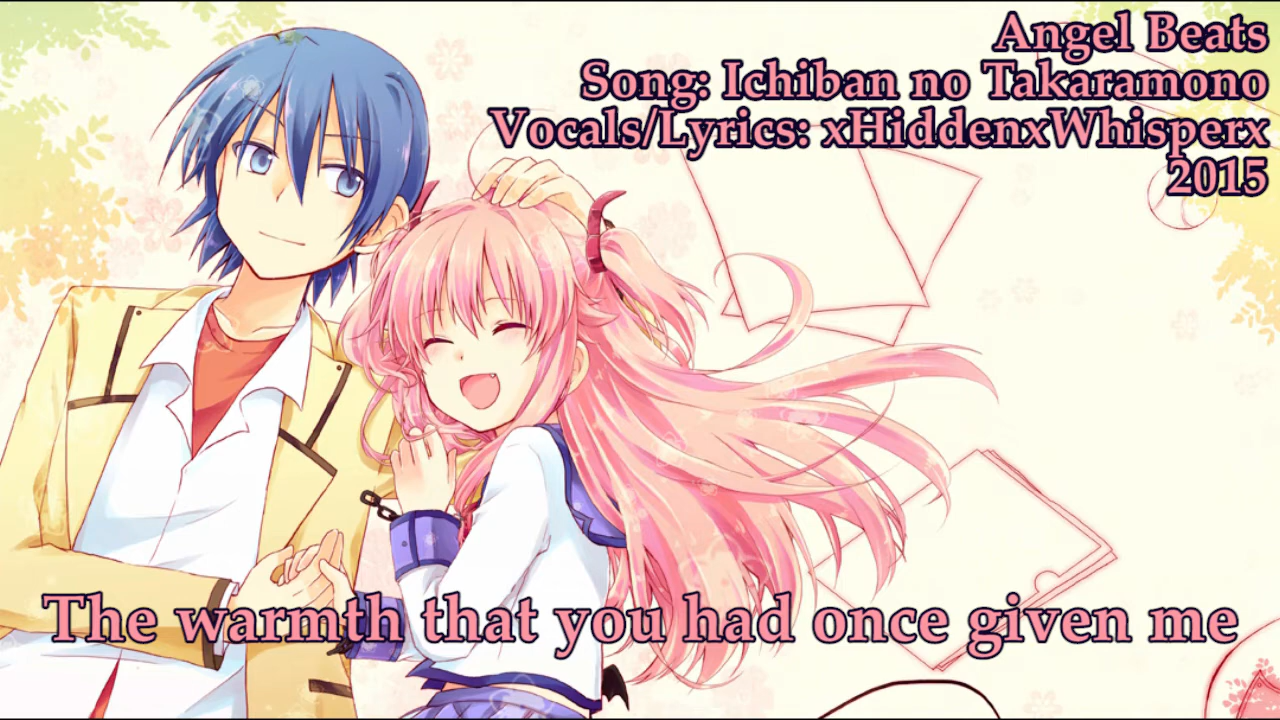 Angel Beats
Song: Ichiban no Takaramono
Vocals/Lyrics: xHiddenxWhisperx
2015
The warmth that you had once given me